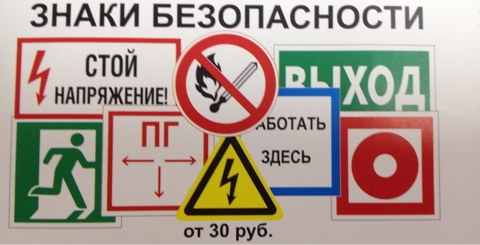 ЗНАКИ БЕЗОПАСНОСТИ
СТОЙ
НАПРЯЖЕНИЕ!
ВЫХОД
ПГ
АБОТАТЬ
ЗДЕСЬ
от 30 руб.